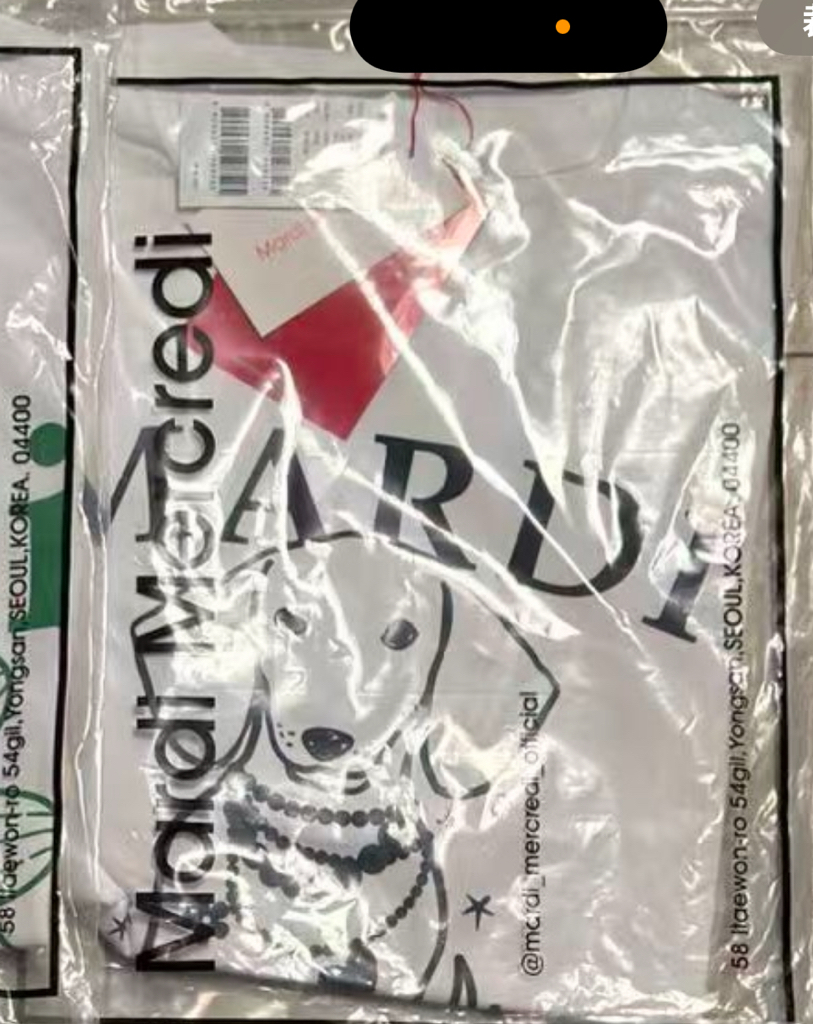 58 Itaewon-ro 54gil,Yongsan,SEOUL,KOREA. 04400
Mardi Mercredi
Mardi
MARDI
@mardi_mercredi_official
58 Itaewon-ro 54gil,Yongsan,SEOUL,KOREA. 04400